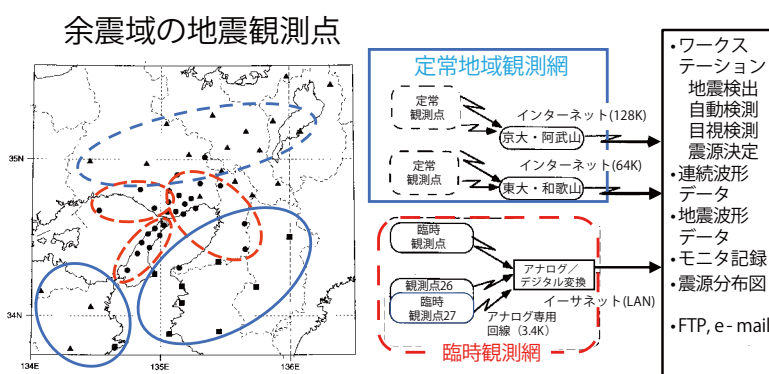 余震域の地震観測点
35N
34N
134E
135E
136E
定常地域観測網
定常
観測点
インターネット(128K)
京大・阿武山
定常
観測点
インターネット(64K)
東大・和歌山
臨時
観測点
観測点26
臨時
観測点27
アナログ／
デジタル変換
イーサネット(LAN)
アナログ専用
回線（3.4K）
臨時観測網
・ワークス
テーション
地震検出
自動検測
目視検測
震源決定
・連続波形
データ
・地震波形
データ
・モニタ記録
・震源分布図
・FTP, e-mail